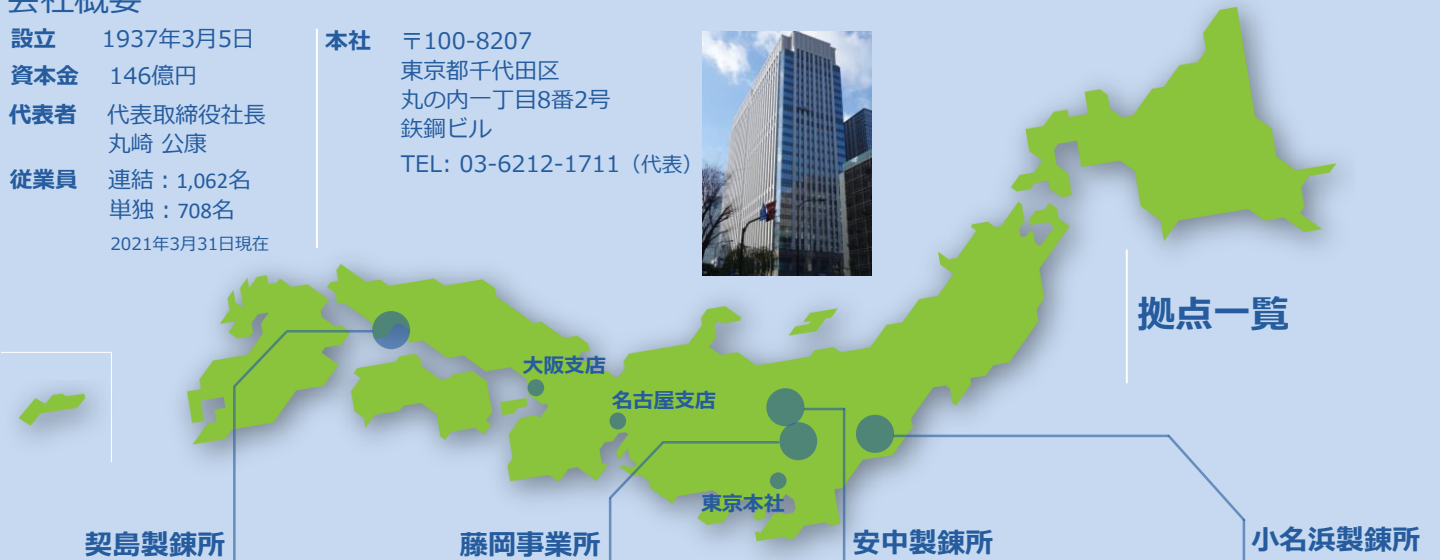 会社概要
設立 1937年3月5日
資本金 146億円
代表者 代表取締役社長
丸崎 公康
従業員 連結：1,062名
単独：708名
2021年3月31日現在
本社 〒100-8207
東京都千代田区
丸の内一丁目8番2号
鉃鋼ビル
TEL: 03-6212-1711（代表）
拠点一覧
大阪支店
名古屋支店
東京本社
契島製錬所
藤岡事業所
安中製錬所
小名浜製錬所